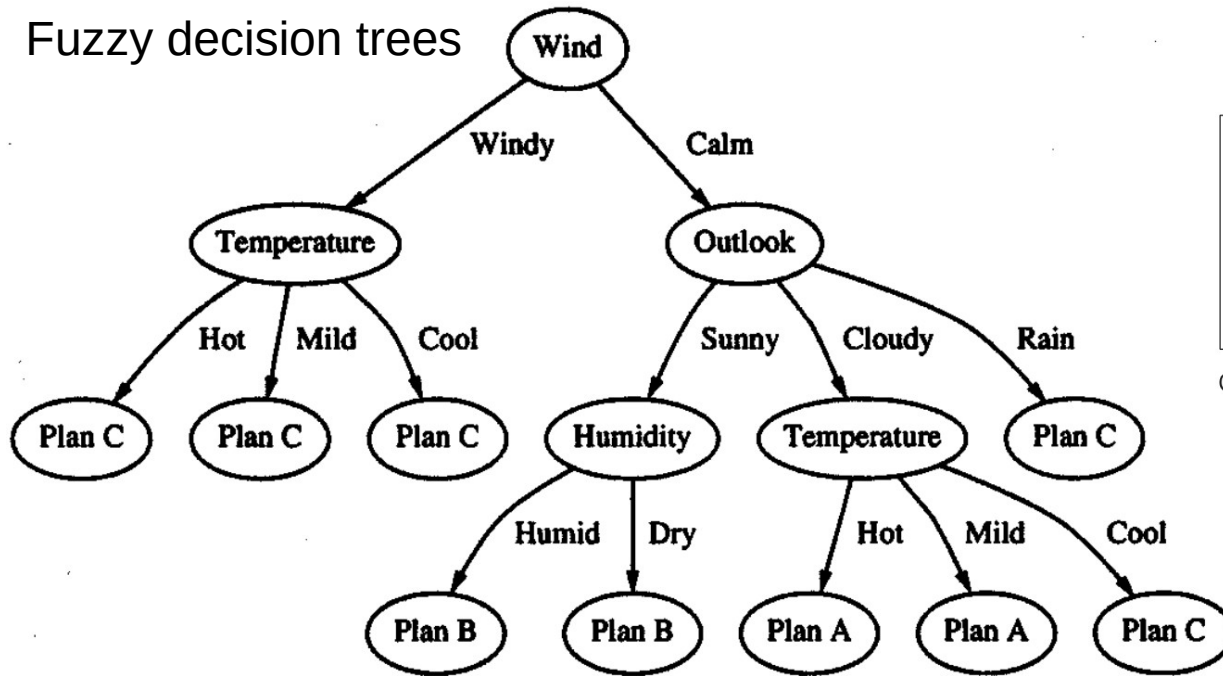 Fuzzy decision trees
Wind
Windy
Calm
Temperature
Outlook
Hot
Mild
Cool
Sunny
Cloudy
Rain
Plan C
Plan C
Plan C
Humidity
Temperature
Plan C
Humid
Dry
Hot
Mild
Cool
Plan B
Plan B
Plan A
Plan A
Plan C